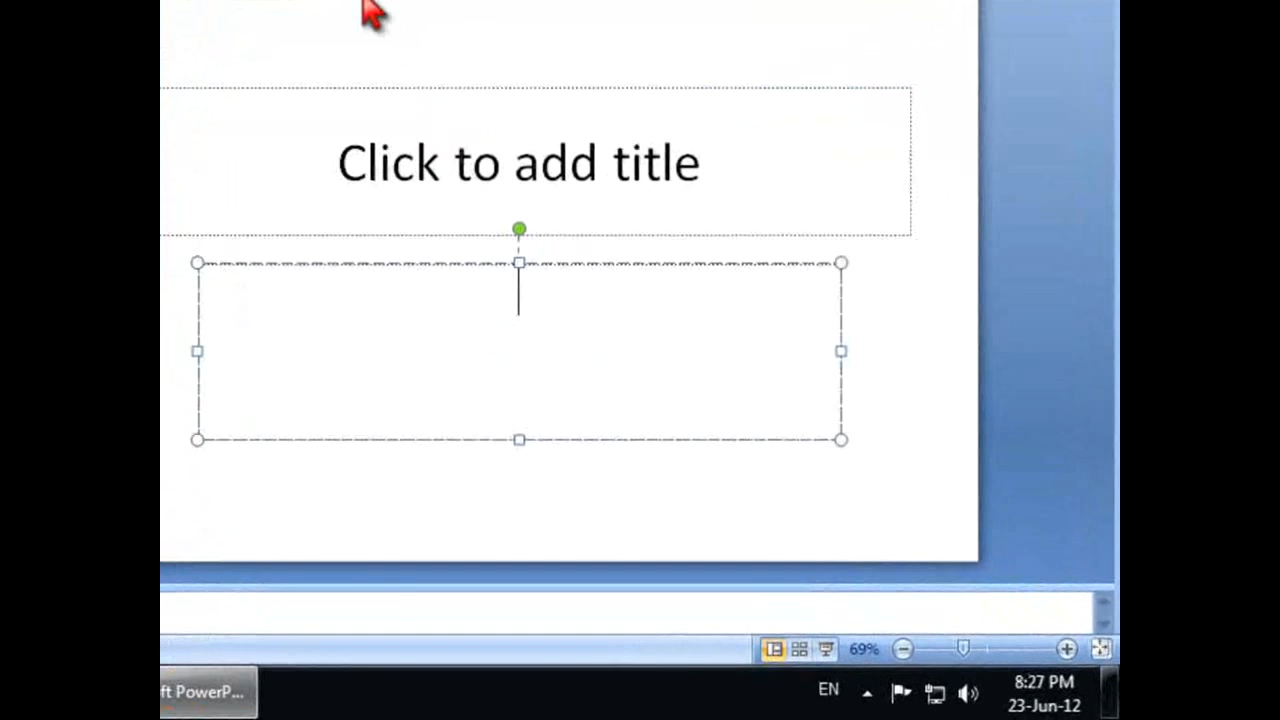 Click to add title
69%
ft PowerP...
EN
8:27 PM
23-Jun-12